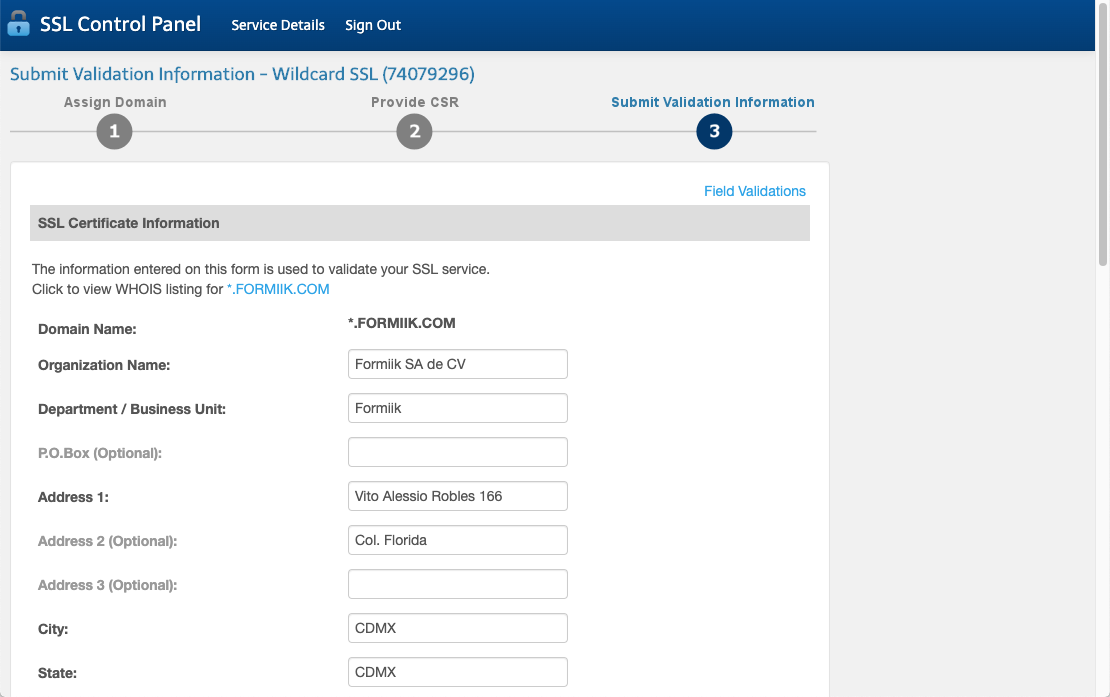 SSL Control Panel Service Details Sign Out
Submit Validation Information - Wildcard SSL (74079296)
Assign Domain Provide CSR Submit Validation Information
1 2 3
Field Validations
SSL Certificate Information
The information entered on this form is used to validate your SSL service.
Click to view WHOIS listing for *.FORMIIK.COM
Domain Name: *.FORMIIK.COM
Organization Name: Formiik SA de CV
Department / Business Unit: Formiik
P.O.Box (Optional):
Address 1: Vito Alessio Robles 166
Address 2 (Optional): Col. Florida
Address 3 (Optional):
City: CDMX
State: CDMX